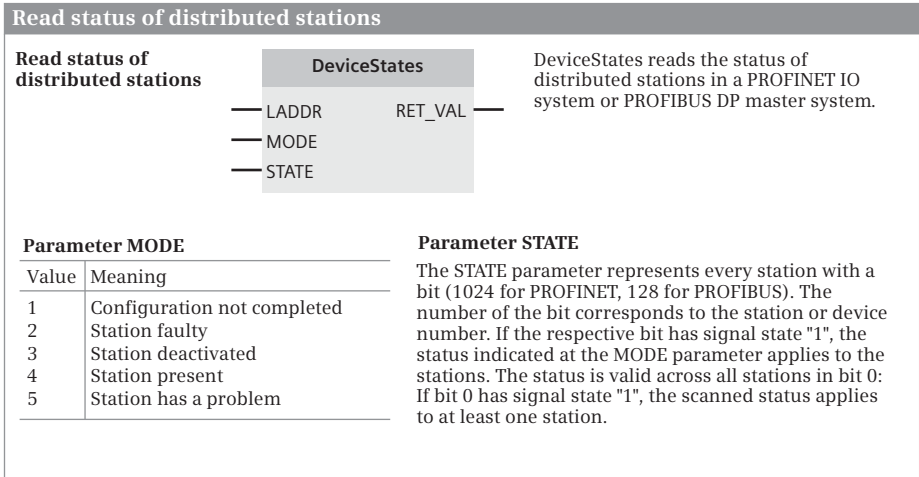 Read status of distributed stations
Read status of
distributed stations
DeviceStates
LADDR RET_VAL
MODE
STATE
DeviceStates reads the status of
distributed stations in a PROFINET IO
system or PROFIBUS DP master system.
Parameter MODE
Value Meaning
1 Configuration not completed
2 Station faulty
3 Station deactivated
4 Station present
5 Station has a problem
Parameter STATE
The STATE parameter represents every station with a
bit (1024 for PROFINET, 128 for PROFIBUS). The
number of the bit corresponds to the station or device
number. If the respective bit has signal state "1", the
status indicated at the MODE parameter applies to the
stations. The status is valid across all stations in bit 0:
If bit 0 has signal state "1", the scanned status applies
to at least one station.